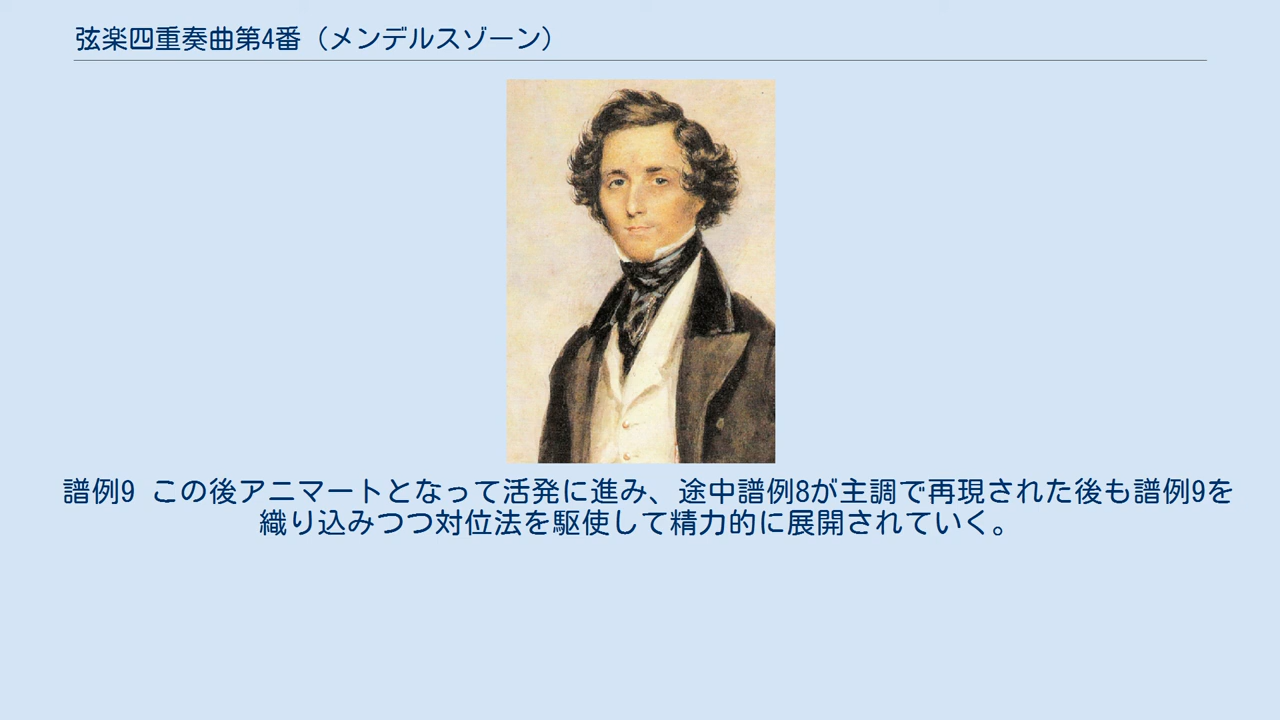 弦楽四重奏曲第4番（メンデルスゾーン）
譜例9 この後アニマートとなって活発に進み、途中譜例8が主調で再現された後も譜例9を
織り込みつつ対位法を駆使して精力的に展開されていく。